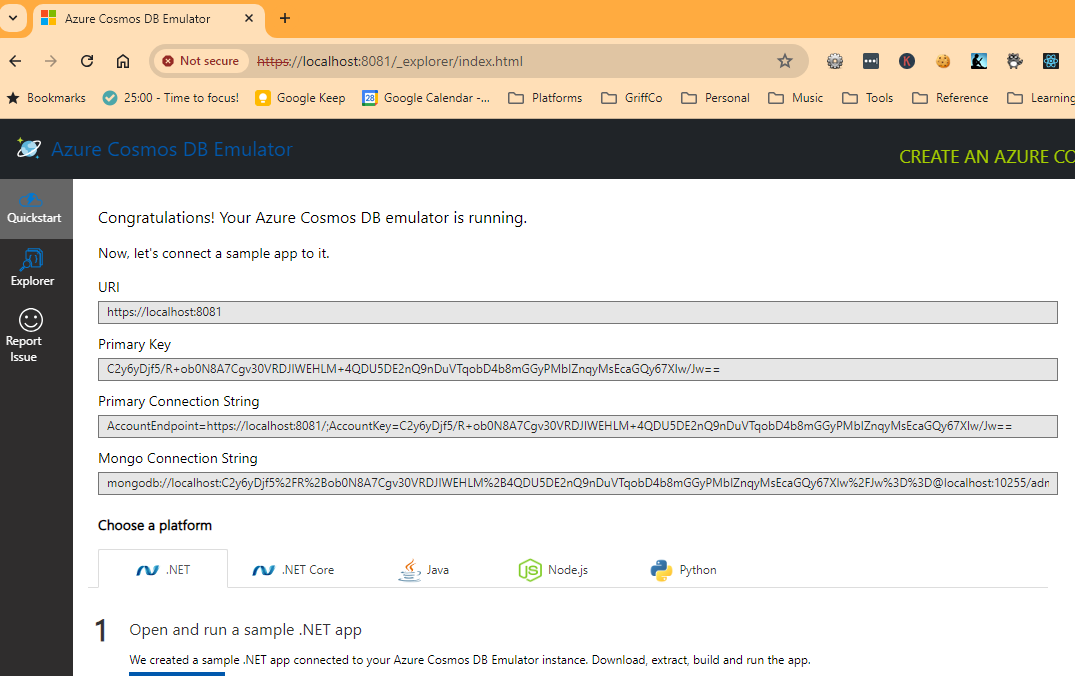 Azure Cosmos DB Emulator
Not secure https://localhost:8081/_explorer/index.html
K
Bookmarks 25:00 - Time to focus! Google Keep 28 Google Calendar -... Platforms GriffCo Personal Music Tools Reference Learning
Azure Cosmos DB Emulator
CREATE AN AZURE CO
Quickstart
Explorer
Report
Issue
Congratulations! Your Azure Cosmos DB emulator is running.
Now, let's connect a sample app to it.
URI
https://localhost:8081
Primary Key
C2y6yDjf5/R+ob0N8A7Cgv30VRDJIWEHLM+4QDU5DE2nQ9nDuVTqobD4b8mGGyPMbIZnqyMsEcaGQy67XIw/Jw==
Primary Connection String
AccountEndpoint=https://localhost:8081/;AccountKey=C2y6yDjf5/R+ob0N8A7Cgv30VRDJIWEHLM+4QDU5DE2nQ9nDuVTqobD4b8mGGyPMbIZnqyMsEcaGQy67XIw/Jw==
Mongo Connection String
mongodb://localhost:C2y6yDjf5%2FR%2Bob0N8A7Cgv30VRDJIWEHLM%2B4QDU5DE2nQ9nDuVTqobD4b8mGGyPMbIZnqyMsEcaGQy67XIw%2FJw%3D%3D@localhost:10255/adm
Choose a platform
.NET .NET Core Java JS Node.js Python
1 Open and run a sample .NET app
We created a sample .NET app connected to your Azure Cosmos DB Emulator instance. Download, extract, build and run the app.